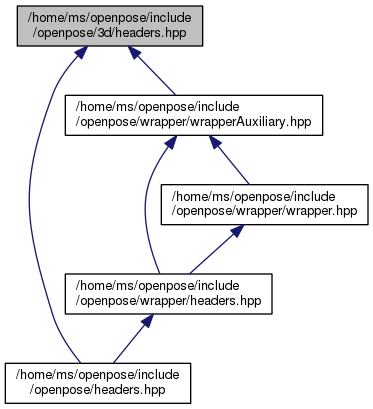 /home/ms/openpose/include
/openpose/3d/headers.hpp
/home/ms/openpose/include
/openpose/wrapper/wrapperAuxiliary.hpp
/home/ms/openpose/include
/openpose/wrapper/wrapper.hpp
/home/ms/openpose/include
/openpose/wrapper/headers.hpp
/home/ms/openpose/include
/openpose/headers.hpp